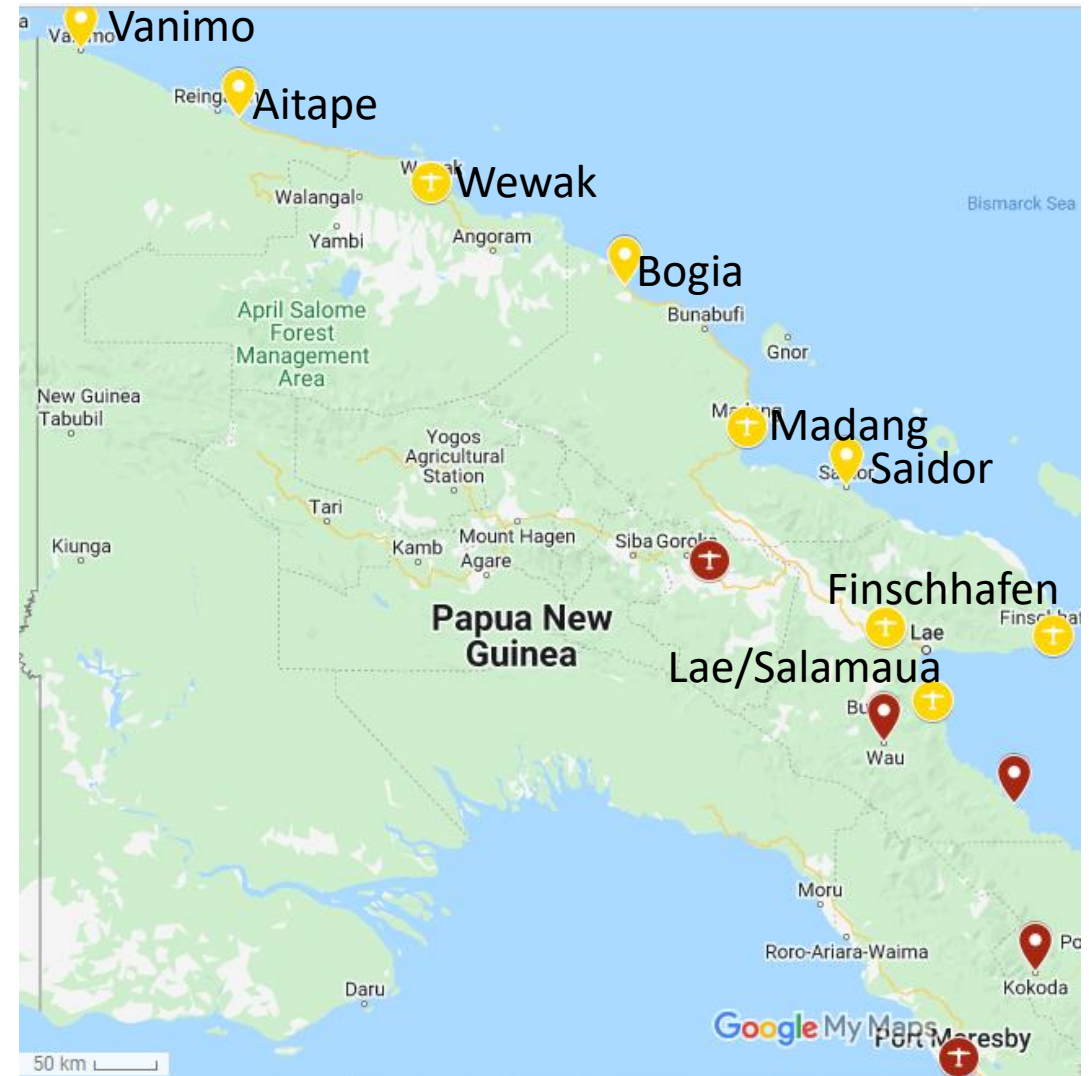 Vanimo
Aitape
Wewak
Walangal
Bismarck Sea
Yambi
Angoram
Bogia
April Salome
Forest
Management
Area
Bunabufi
Gnor
New Guinea
Tabubil
Madang
Yogos
Agricultural
Station
Saidor
Tari
Mount Hagen
Kiunga
Kamb
Agare
Siba
Finschhafen
Papua New
Guinea
Lae
Lae/Salamaua
Wau
Moru
Roro-Ariara-Waima
Kokoda
Daru
Google My Maps
Port Moresby
50 km